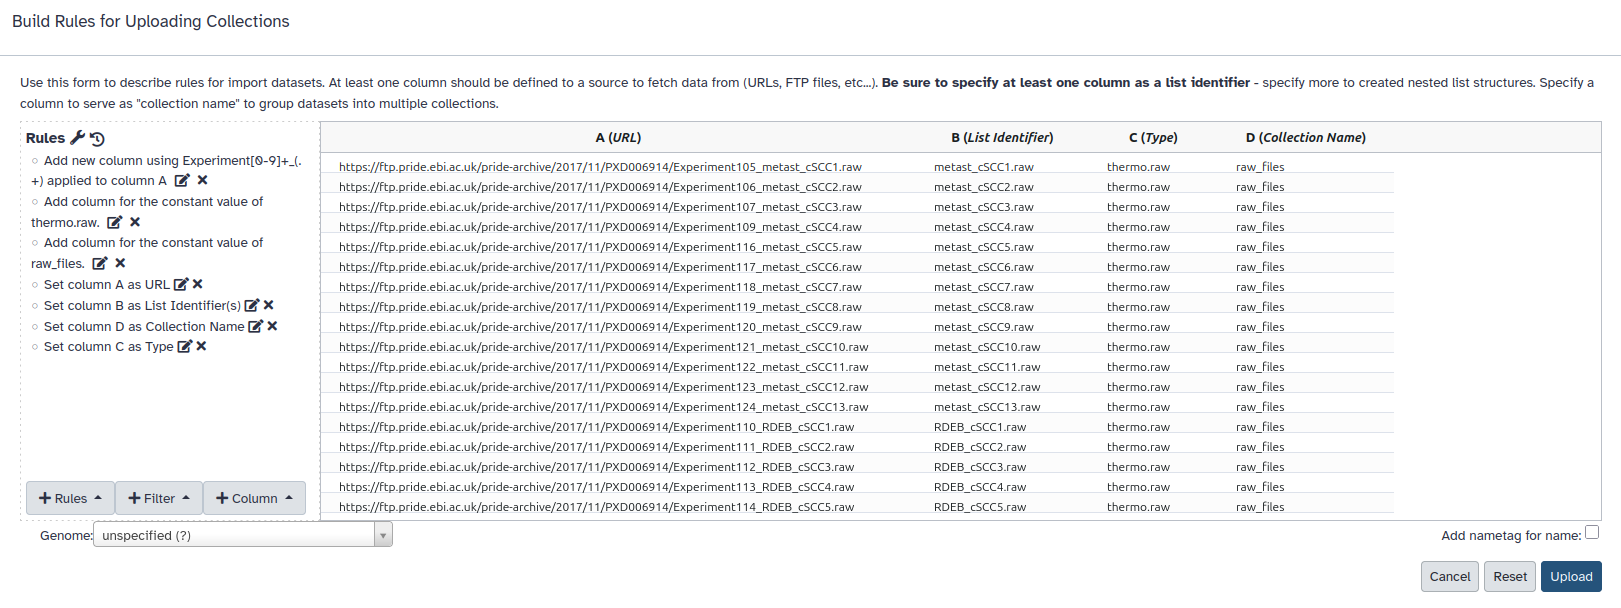 Build Rules for Uploading Collections
Use this form to describe rules for import datasets. At least one column should be defined to a source to fetch data from (URLs, FTP files, etc...). Be sure to specify at least one column as a list identifier - specify more to created nested list structures. Specify a
column to serve as "collection name" to group datasets into multiple collections.
Rules
Add new column using Experiment[0-9]+_(.
+) applied to column A
Add column for the constant value of
thermo.raw.
Add column for the constant value of
raw_files.
Set column A as URL
Set column B as List Identifier(s)
Set column D as Collection Name
Set column C as Type
+ Rules
+ Filter
+ Column
A (URL) B (List Identifier) C (Type) D (Collection Name)
https://ftp.pride.ebi.ac.uk/pride-archive/2017/11/PXD006914/Experiment105_metast_cSCC1.raw metast_cSCC1.raw thermo.raw raw_files
https://ftp.pride.ebi.ac.uk/pride-archive/2017/11/PXD006914/Experiment106_metast_cSCC2.raw metast_cSCC2.raw thermo.raw raw_files
https://ftp.pride.ebi.ac.uk/pride-archive/2017/11/PXD006914/Experiment107_metast_cSCC3.raw metast_cSCC3.raw thermo.raw raw_files
https://ftp.pride.ebi.ac.uk/pride-archive/2017/11/PXD006914/Experiment109_metast_cSCC4.raw metast_cSCC4.raw thermo.raw raw_files
https://ftp.pride.ebi.ac.uk/pride-archive/2017/11/PXD006914/Experiment116_metast_cSCC5.raw metast_cSCC5.raw thermo.raw raw_files
https://ftp.pride.ebi.ac.uk/pride-archive/2017/11/PXD006914/Experiment117_metast_cSCC6.raw metast_cSCC6.raw thermo.raw raw_files
https://ftp.pride.ebi.ac.uk/pride-archive/2017/11/PXD006914/Experiment118_metast_cSCC7.raw metast_cSCC7.raw thermo.raw raw_files
https://ftp.pride.ebi.ac.uk/pride-archive/2017/11/PXD006914/Experiment119_metast_cSCC8.raw metast_cSCC8.raw thermo.raw raw_files
https://ftp.pride.ebi.ac.uk/pride-archive/2017/11/PXD006914/Experiment120_metast_cSCC9.raw metast_cSCC9.raw thermo.raw raw_files
https://ftp.pride.ebi.ac.uk/pride-archive/2017/11/PXD006914/Experiment121_metast_cSCC10.raw metast_cSCC10.raw thermo.raw raw_files
https://ftp.pride.ebi.ac.uk/pride-archive/2017/11/PXD006914/Experiment122_metast_cSCC11.raw metast_cSCC11.raw thermo.raw raw_files
https://ftp.pride.ebi.ac.uk/pride-archive/2017/11/PXD006914/Experiment123_metast_cSCC12.raw metast_cSCC12.raw thermo.raw raw_files
https://ftp.pride.ebi.ac.uk/pride-archive/2017/11/PXD006914/Experiment124_metast_cSCC13.raw metast_cSCC13.raw thermo.raw raw_files
https://ftp.pride.ebi.ac.uk/pride-archive/2017/11/PXD006914/Experiment110_RDEB_cSCC1.raw RDEB_cSCC1.raw thermo.raw raw_files
https://ftp.pride.ebi.ac.uk/pride-archive/2017/11/PXD006914/Experiment111_RDEB_cSCC2.raw RDEB_cSCC2.raw thermo.raw raw_files
https://ftp.pride.ebi.ac.uk/pride-archive/2017/11/PXD006914/Experiment112_RDEB_cSCC3.raw RDEB_cSCC3.raw thermo.raw raw_files
https://ftp.pride.ebi.ac.uk/pride-archive/2017/11/PXD006914/Experiment113_RDEB_cSCC4.raw RDEB_cSCC4.raw thermo.raw raw_files
https://ftp.pride.ebi.ac.uk/pride-archive/2017/11/PXD006914/Experiment114_RDEB_cSCC5.raw RDEB_cSCC5.raw thermo.raw raw_files
Genome: unspecified (?)
Add nametag for name:
Cancel
Reset
Upload